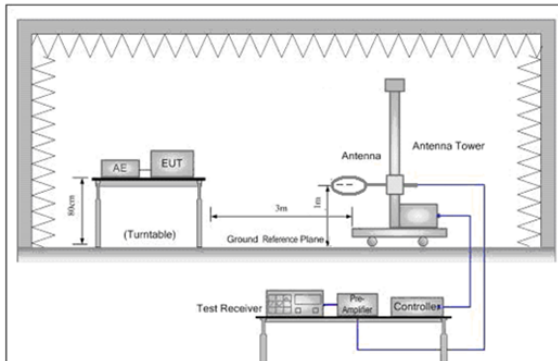 Antenna
Antenna Tower
AE
EUT
80cm
(Turntable)
3m
1m
Ground Reference Plane
Test Receiver
Pre-
Amplifier
Controller